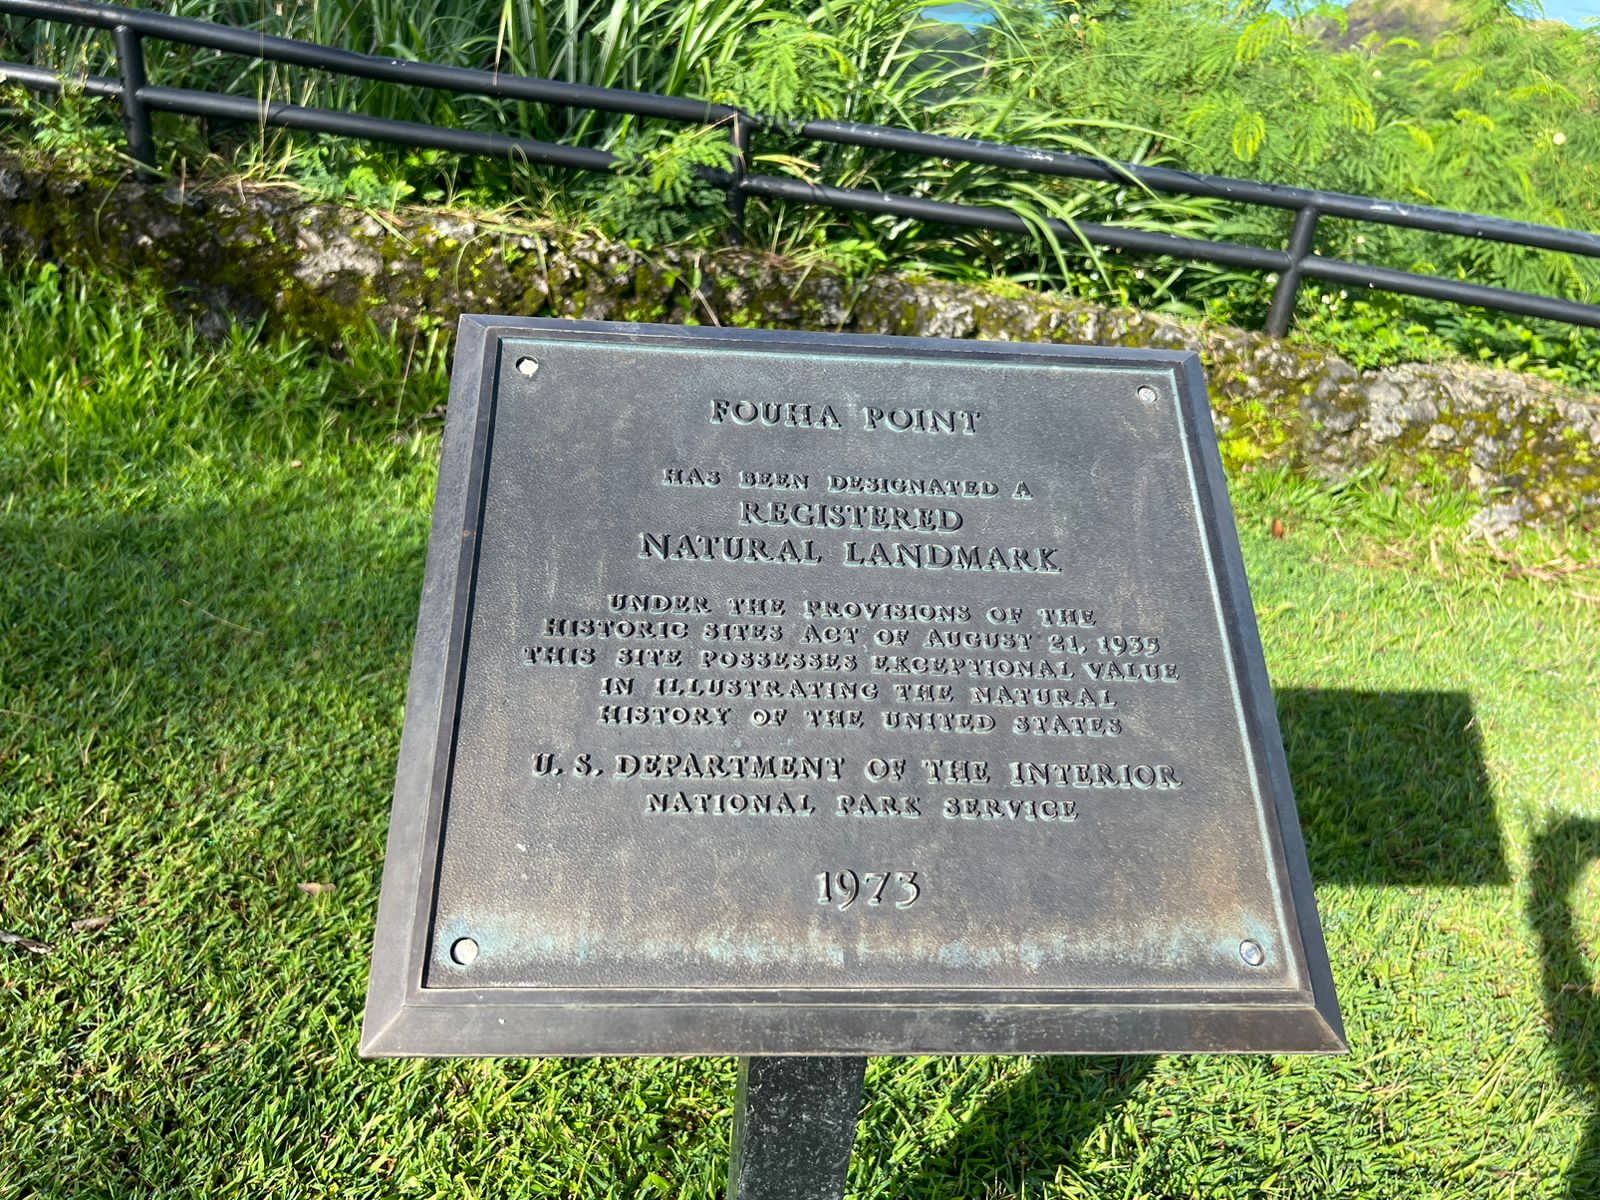 FOUHA POINT
HAS BEEN DESIGNATED A
REGISTERED
NATURAL LANDMARK
UNDER THE PROVISIONS OF THE
HISTORIC SITES ACT OF AUGUST 21, 1935
THIS SITE POSSESSES EXCEPTIONAL VALUE
IN ILLUSTRATING THE NATURAL
HISTORY OF THE UNITED STATES
U. S. DEPARTMENT OF THE INTERIOR
NATIONAL PARK SERVICE
1973